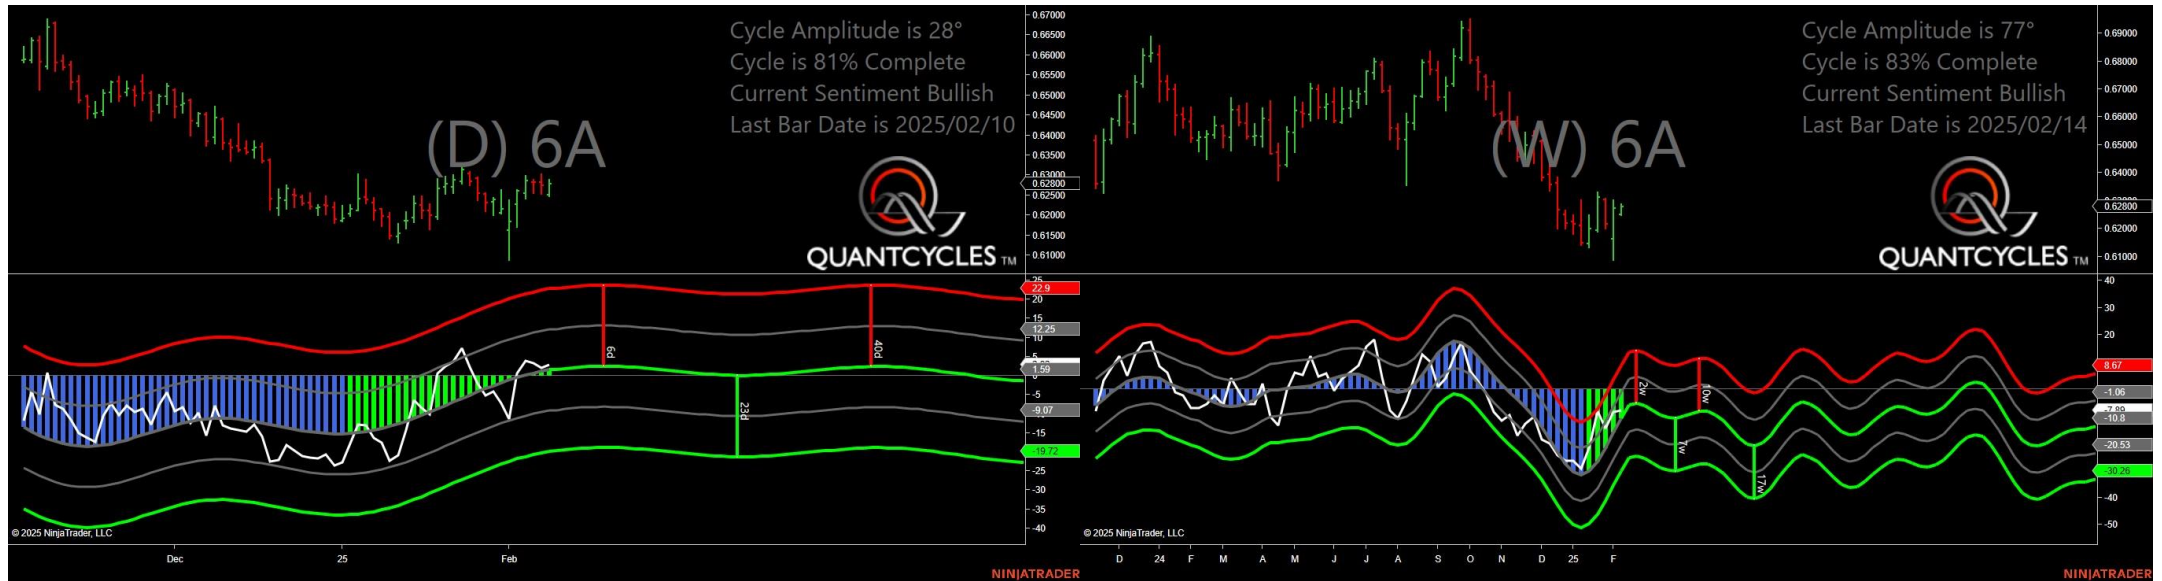 Cycle Amplitude is 28°
Cycle is 81% Complete
Current Sentiment Bullish
Last Bar Date is 2025/02/10
(D) 6A
QUANTCYCLES TM
0.67000
0.66500
0.66000
0.65500
0.65000
0.64500
0.64000
0.63500
0.63000
0.62800
0.62500
0.62000
0.61500
0.61000
25
22.9
20
15
12.25
10
5
1.59
-5
-9.07
-15
-19.72
-25
-30
-35
-40
6d
40d
23d
© 2025 NinjaTrader, LLC
Dec 25 Feb
NINJATRADER
Cycle Amplitude is 77°
Cycle is 83% Complete
Current Sentiment Bullish
Last Bar Date is 2025/02/14
(W) 6A
QUANTCYCLES TM
0.69000
0.68000
0.67000
0.66000
0.65000
0.64000
0.62800
0.62000
0.61000
40
30
20
8.67
-1.06
-7.89
-10.8
-20.53
-30.26
-40
-50
2w
10w
7w
17w
© 2025 NinjaTrader, LLC
D 24 F M A M J J A S O N D 25 F
NINJATRADER